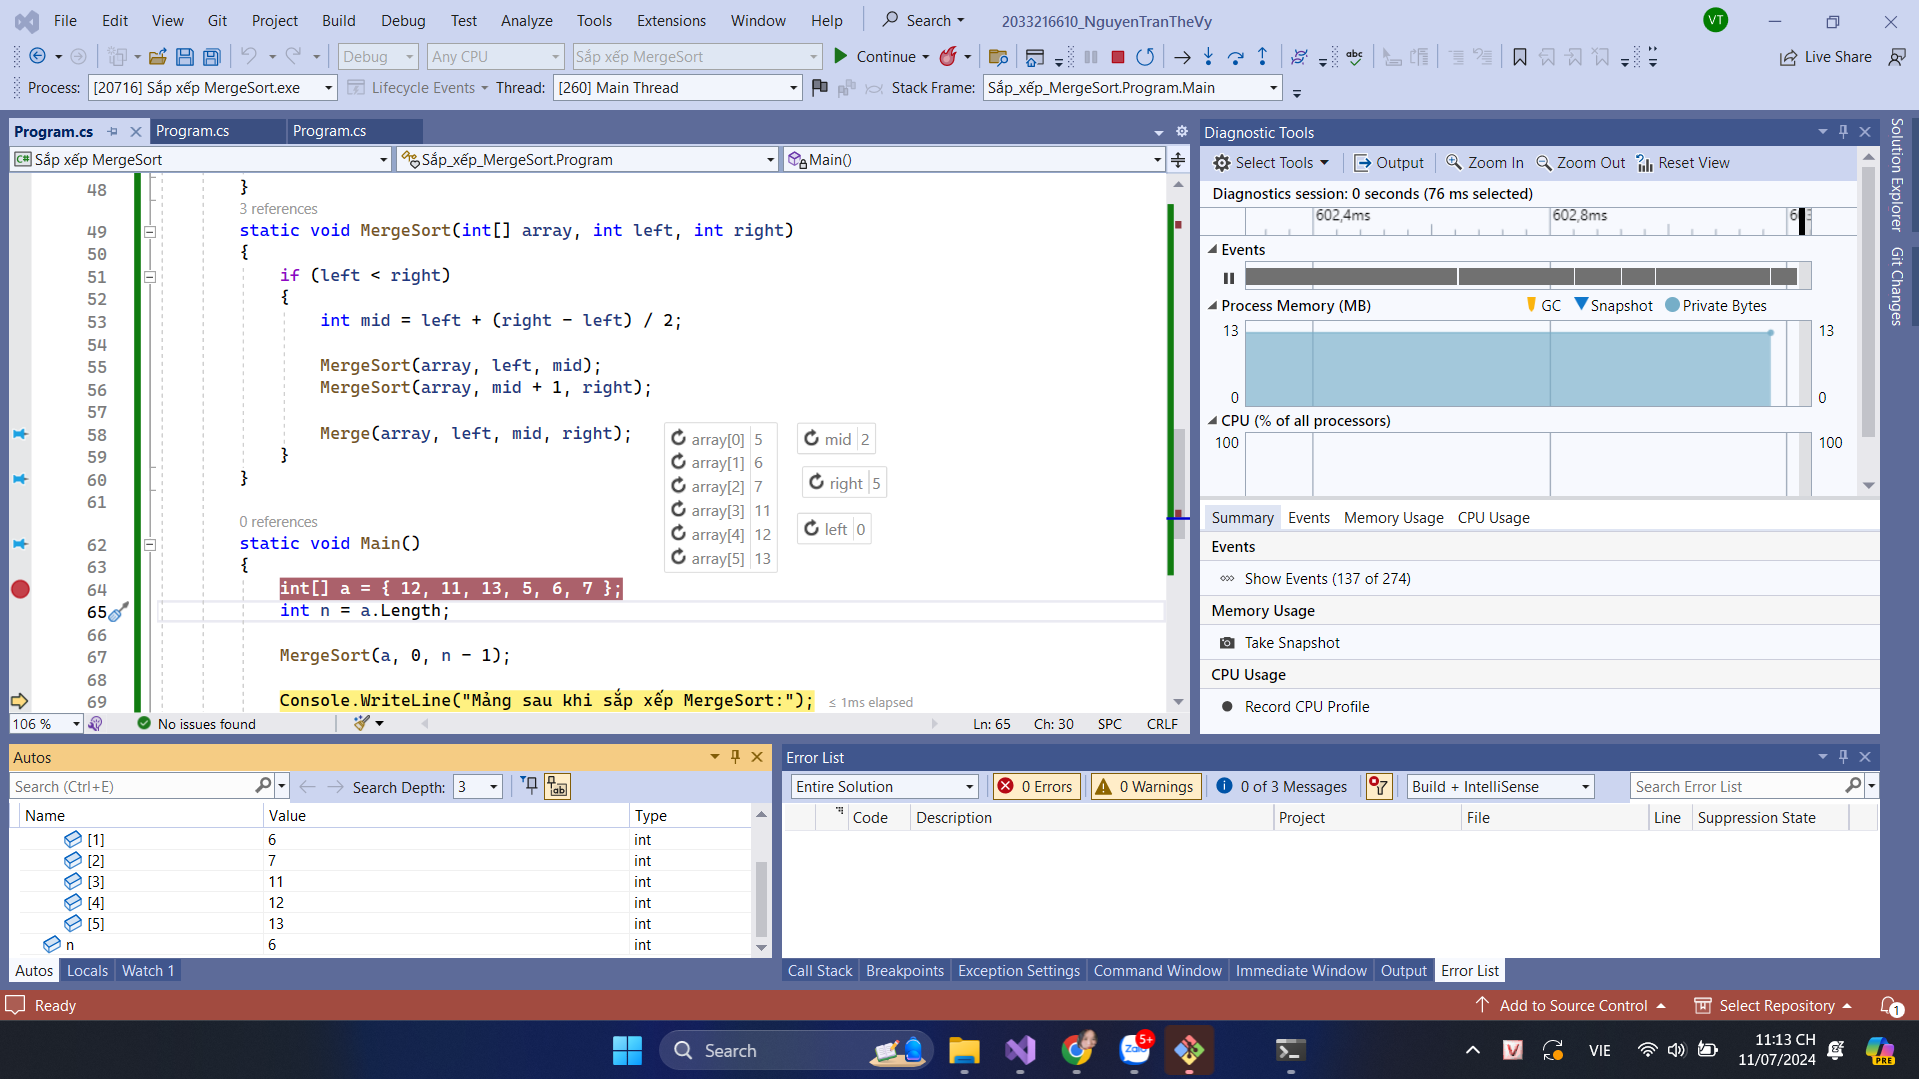 File Edit View Git Project Build Debug Test Analyze Tools Extensions Window Help Search 2033216610_NguyenTranTheVy VT
Debug Any CPU Sắp xếp MergeSort Continue Live Share
Process: [20716] Sắp xếp MergeSort.exe Lifecycle Events Thread: [260] Main Thread Stack Frame: Sắp_xếp_MergeSort.Program.Main
Program.cs Program.cs Program.cs
Sắp xếp MergeSort Sắp_xếp_MergeSort.Program Main()
48 }
3 references
49 static void MergeSort(int[] array, int left, int right)
50 {
51 if (left < right)
52 {
53 int mid = left + (right - left) / 2;
54
55 MergeSort(array, left, mid);
56 MergeSort(array, mid + 1, right);
57
58 Merge(array, left, mid, right);
59 }
60 }
61
array[0] 5
array[1] 6
array[2] 7
array[3] 11
array[4] 12
array[5] 13
mid 2
right 5
left 0
0 references
62 static void Main()
63 {
64 int[] a = { 12, 11, 13, 5, 6, 7 };
65 int n = a.Length;
66
67 MergeSort(a, 0, n - 1);
68
69 Console.WriteLine("Mảng sau khi sắp xếp MergeSort:"); ≤ 1ms elapsed
106 % No issues found Ln: 65 Ch: 30 SPC CRLF
Diagnostic Tools
Select Tools Output Zoom In Zoom Out Reset View
Diagnostics session: 0 seconds (76 ms selected)
602,4ms 602,8ms
Events
Process Memory (MB) GC Snapshot Private Bytes
13 13
0 0
CPU (% of all processors)
100 100
Summary Events Memory Usage CPU Usage
Events
Show Events (137 of 274)
Memory Usage
Take Snapshot
CPU Usage
Record CPU Profile
Solution Explorer
Git Changes
Autos
Search (Ctrl+E) Search Depth: 3
Name Value Type
[1] 6 int
[2] 7 int
[3] 11 int
[4] 12 int
[5] 13 int
n 6 int
Autos Locals Watch 1
Error List
Entire Solution 0 Errors 0 Warnings 0 of 3 Messages Build + IntelliSense Search Error List
Code Description Project File Line Suppression State
Call Stack Breakpoints Exception Settings Command Window Immediate Window Output Error List
Ready Add to Source Control Select Repository 1
Search Zalo 5+ VIE 11:13 CH
11/07/2024 PRE